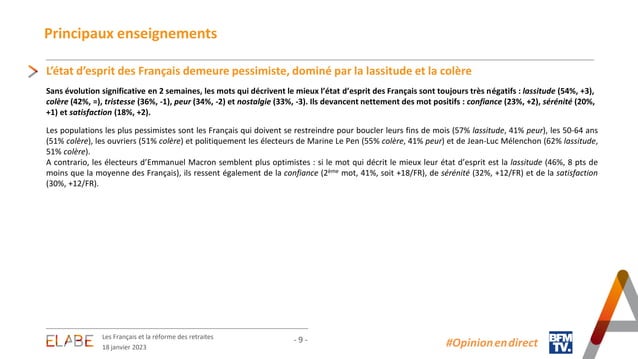 Principaux enseignements
L’état d’esprit des Français demeure pessimiste, dominé par la lassitude et la colère
Sans évolution significative en 2 semaines, les mots qui décrivent le mieux l’état d’esprit des Français sont toujours très négatifs : lassitude (54%, +3),
colère (42%, =), tristesse (36%, -1), peur (34%, -2) et nostalgie (33%, -3). Ils devancent nettement des mot positifs : confiance (23%, +2), sérénité (20%,
+1) et satisfaction (18%, +2).
Les populations les plus pessimistes sont les Français qui doivent se restreindre pour boucler leurs fins de mois (57% lassitude, 41% peur), les 50-64 ans
(51% colère), les ouvriers (51% colère) et politiquement les électeurs de Marine Le Pen (55% colère, 41% peur) et de Jean-Luc Mélenchon (62% lassitude,
51% colère).
A contrario, les électeurs d’Emmanuel Macron semblent plus optimistes : si le mot qui décrit le mieux leur état d’esprit est la lassitude (46%, 8 pts de
moins que la moyenne des Français), ils ressent également de la confiance (2ème mot, 41%, soit +18/FR), de sérénité (32%, +12/FR) et de la satisfaction
(30%, +12/FR).
ELABE
Les Français et la réforme des retraites
18 janvier 2023
- 9 -
#Opinionendirect
BFM
TV.